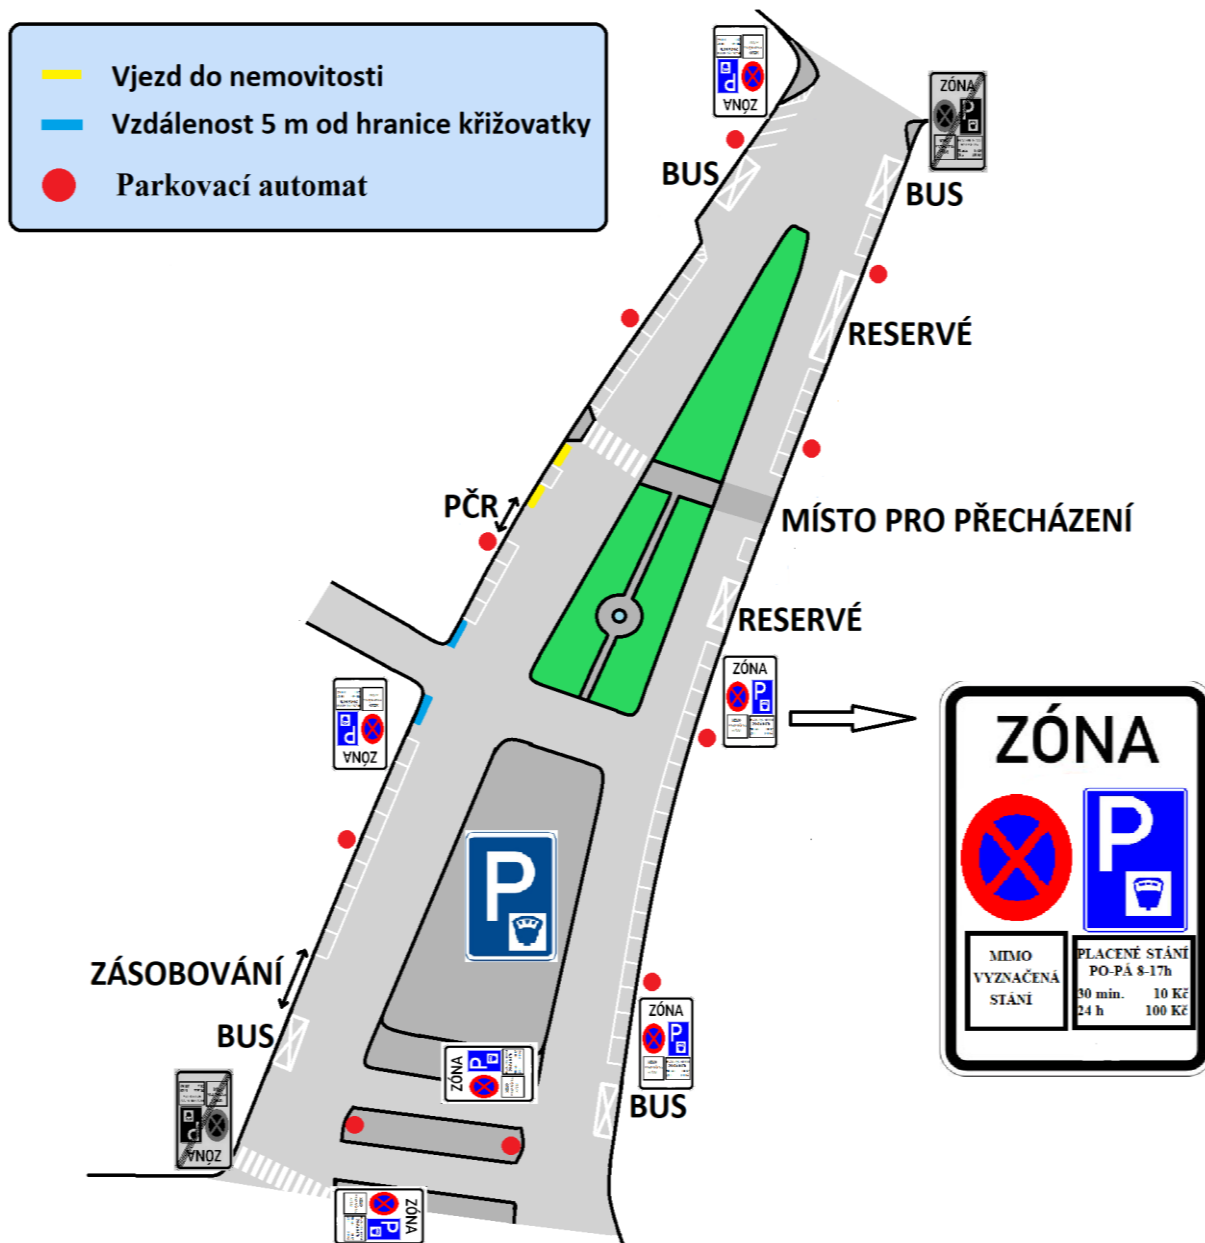 Vjezd do nemovitosti
Vzdálenost 5 m od hranice křižovatky
Parkovací automat
ZÓNA
P
ZÓNA
P
BUS
BUS
RESERVÉ
PČR
MÍSTO PRO PŘECHÁZENÍ
RESERVÉ
ZÓNA
P
ZÓNA
P
ZÓNA
P
MIMO
VYZNAČENÁ
STÁNÍ
PLACENÉ STÁNÍ
PO-PÁ 8-17h
30 min. 10 Kč
24 h 100 Kč
P
ZÁSOBOVÁNÍ
BUS
ZÓNA
P
ZÓNA
P
BUS
ZÓNA
P
ZÓNA
P